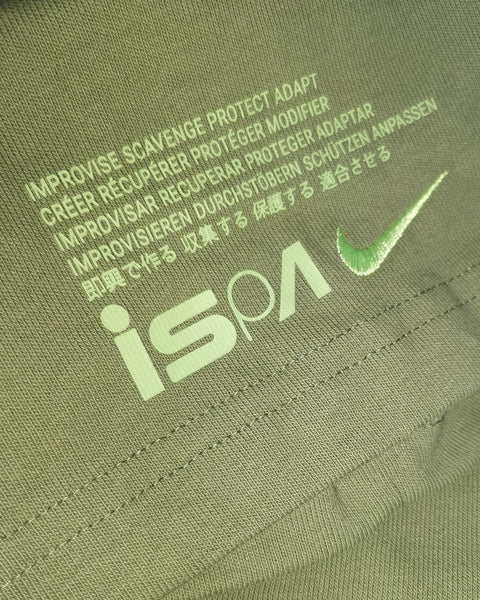 IMPROVISE SCAVENGE PROTECT ADAPT
CRÉER RÉCUPÉRER PROTÉGER MODIFIER
IMPROVISAR RECUPERAR PROTEGER ADAPTAR
IMPROVISIEREN DURCHSTÖBERN SCHÜTZEN ANPASSEN
即興で作る 収集する 保護する 適合させる
ISPA